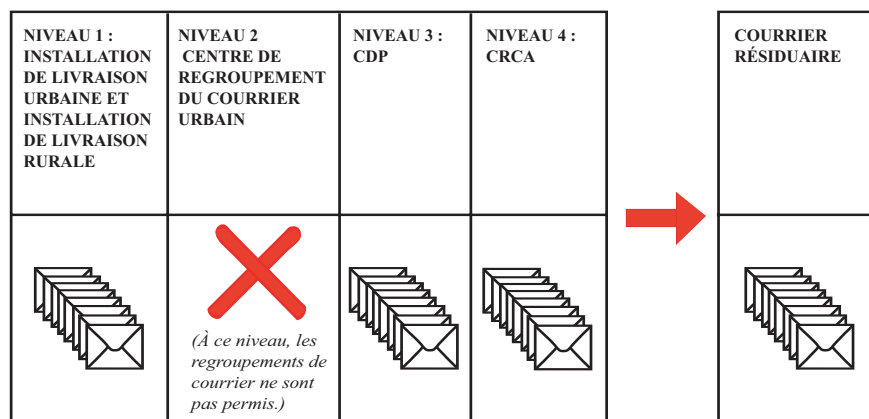 NIVEAU 1 :
INSTALLATION
DE LIVRAISON
URBAINE ET
INSTALLATION
DE LIVRAISON
RURALE
NIVEAU 2
CENTRE DE
REGROUPEMENT
DU COURRIER
URBAIN
NIVEAU 3 :
CDP
NIVEAU 4 :
CRCA
COURRIER
RÉSIDUAIRE
(À ce niveau, les
regroupements de
courrier ne sont
pas permis.)